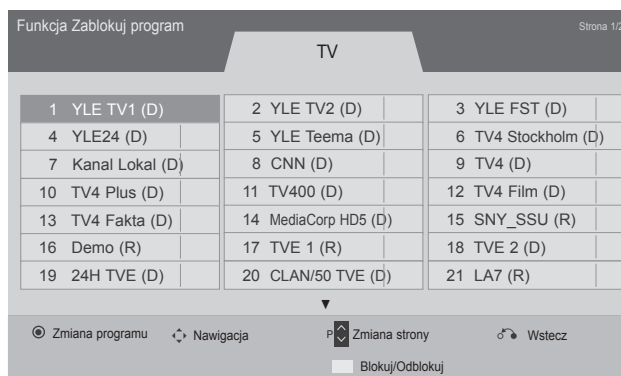 Funkcja Zablokuj program
Strona 1/2
TV
1 YLE TV1 (D) 2 YLE TV2 (D) 3 YLE FST (D)
4 YLE24 (D) 5 YLE Teema (D) 6 TV4 Stockholm (D)
7 Kanal Lokal (D) 8 CNN (D) 9 TV4 (D)
10 TV4 Plus (D) 11 TV400 (D) 12 TV4 Film (D)
13 TV4 Fakta (D) 14 MediaCorp HD5 (D) 15 SNY_SSU (R)
16 Demo (R) 17 TVE 1 (R) 18 TVE 2 (D)
19 24H TVE (D) 20 CLAN/50 TVE (D) 21 LA7 (R)
Zmiana programu Nawigacja P Zmiana strony Wstecz
Blokuj/Odblokuj